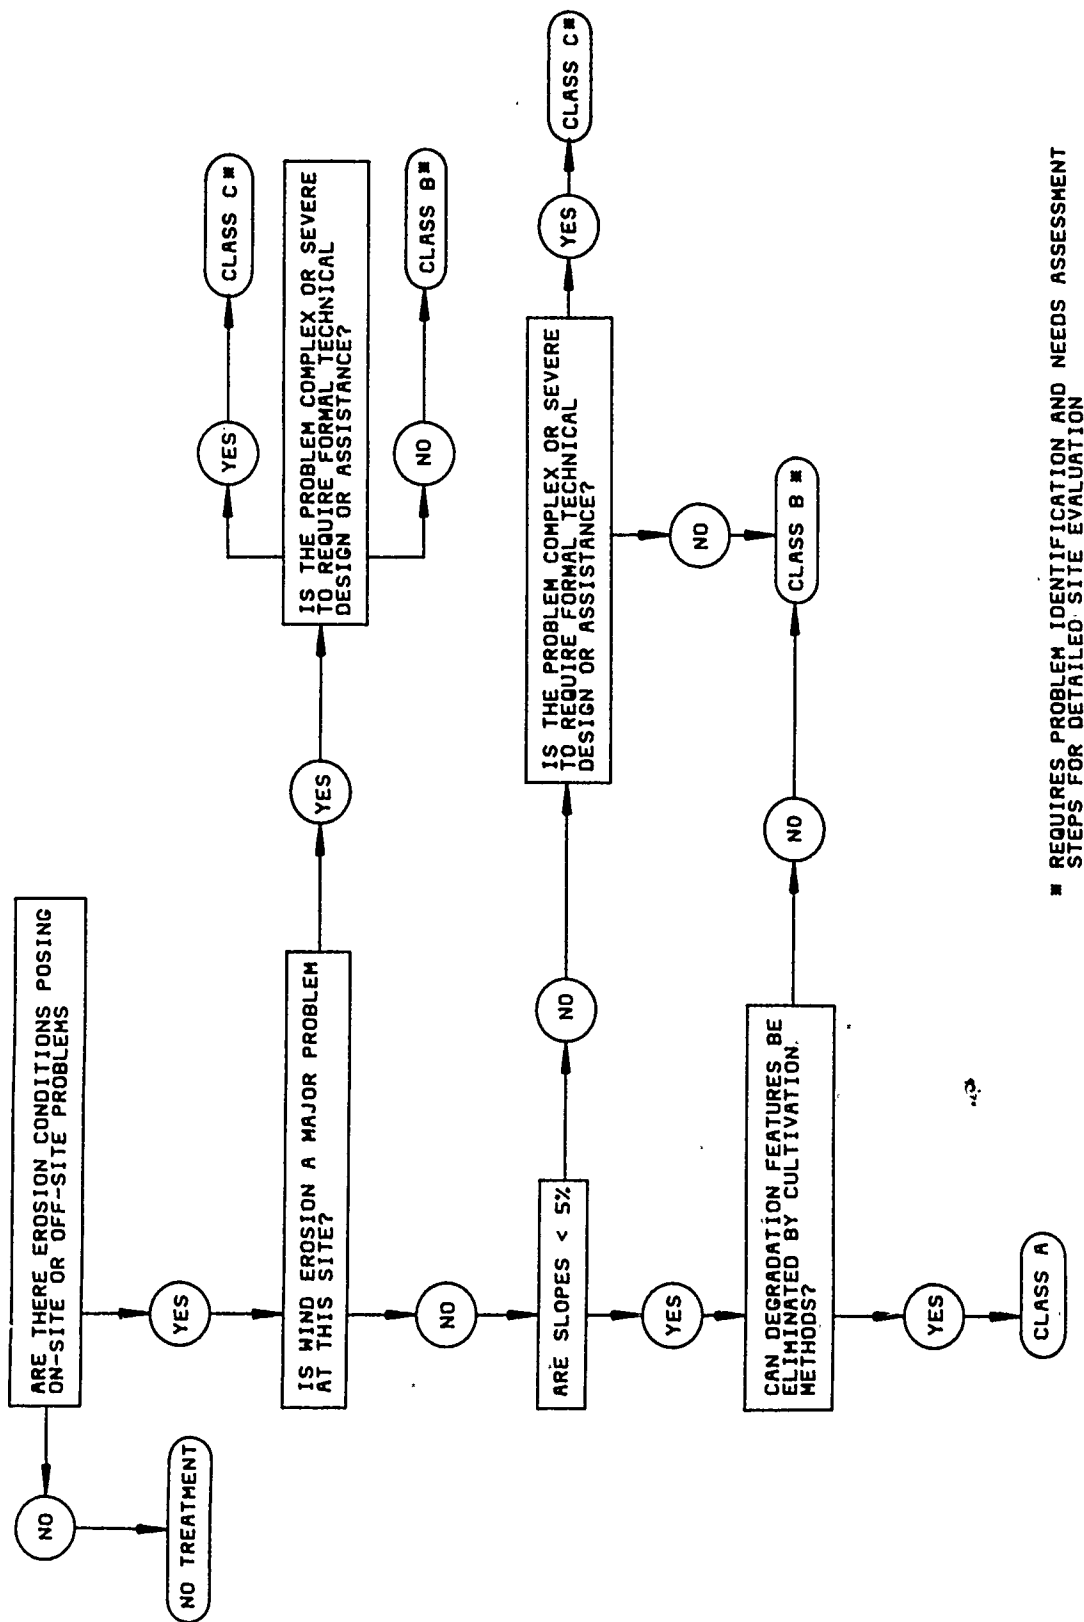 ARE THERE EROSION CONDITIONS POSING
ON-SITE OR OFF-SITE PROBLEMS
NO
NO TREATMENT
YES
IS WIND EROSION A MAJOR PROBLEM
AT THIS SITE?
YES
IS THE PROBLEM COMPLEX OR SEVERE
TO REQUIRE FORMAL TECHNICAL
DESIGN OR ASSISTANCE?
YES
CLASS C*
NO
CLASS B*
NO
ARE SLOPES < 5%
NO
IS THE PROBLEM COMPLEX OR SEVERE
TO REQUIRE FORMAL TECHNICAL
DESIGN OR ASSISTANCE?
YES
CLASS C*
NO
CLASS B *
YES
CAN DEGRADATION FEATURES BE
ELIMINATED BY CULTIVATION.
METHODS?
NO
YES
CLASS A
* REQUIRES PROBLEM IDENTIFICATION AND NEEDS ASSESSMENT
STEPS FOR DETAILED SITE EVALUATION